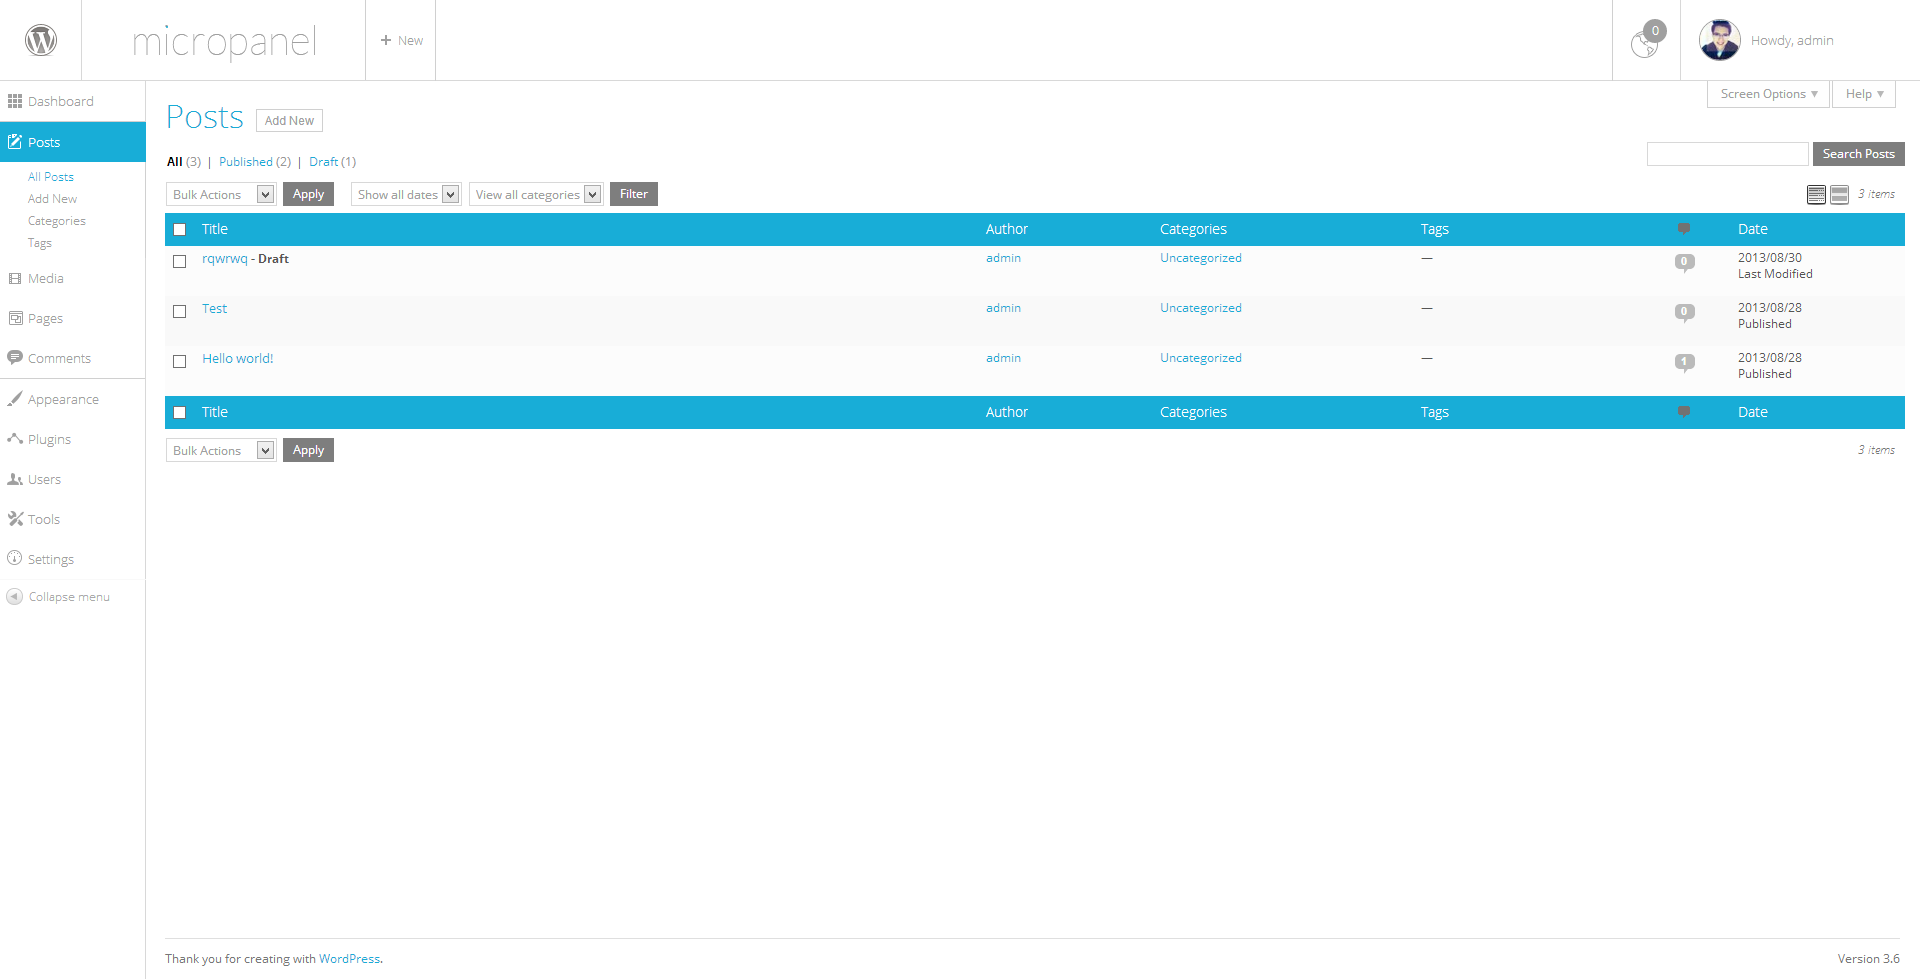 micropanel
+ New
0
Howdy, admin
Dashboard
Posts
All Posts
Add New
Categories
Tags
Media
Pages
Comments
Appearance
Plugins
Users
Tools
Settings
Collapse menu
Screen Options ▼
Help ▼
Posts Add New
All (3) | Published (2) | Draft (1)
Search Posts
Bulk Actions Apply Show all dates View all categories Filter 3 items
Title Author Categories Tags Date
rqwrwq - Draft admin Uncategorized — 0 2013/08/30
Last Modified
Test admin Uncategorized — 0 2013/08/28
Published
Hello world! admin Uncategorized — 1 2013/08/28
Published
Title Author Categories Tags Date
Bulk Actions Apply 3 items
Thank you for creating with WordPress. Version 3.6